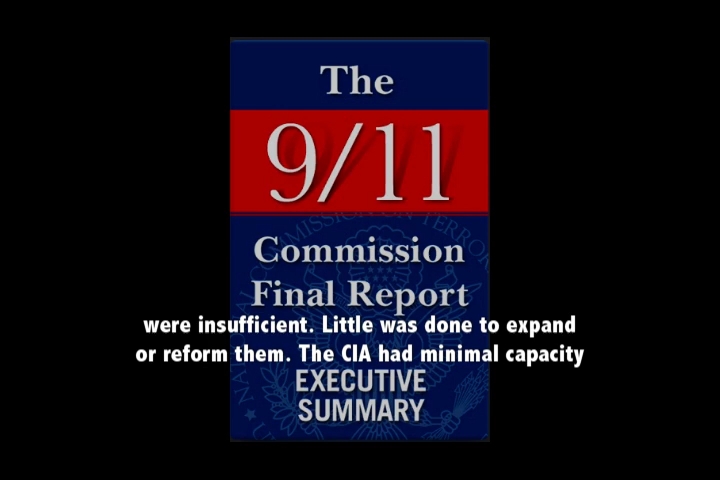 The
9/11
Commission
Final Report
were insufficient. Little was done to expand
or reform them. The CIA had minimal capacity
EXECUTIVE
SUMMARY